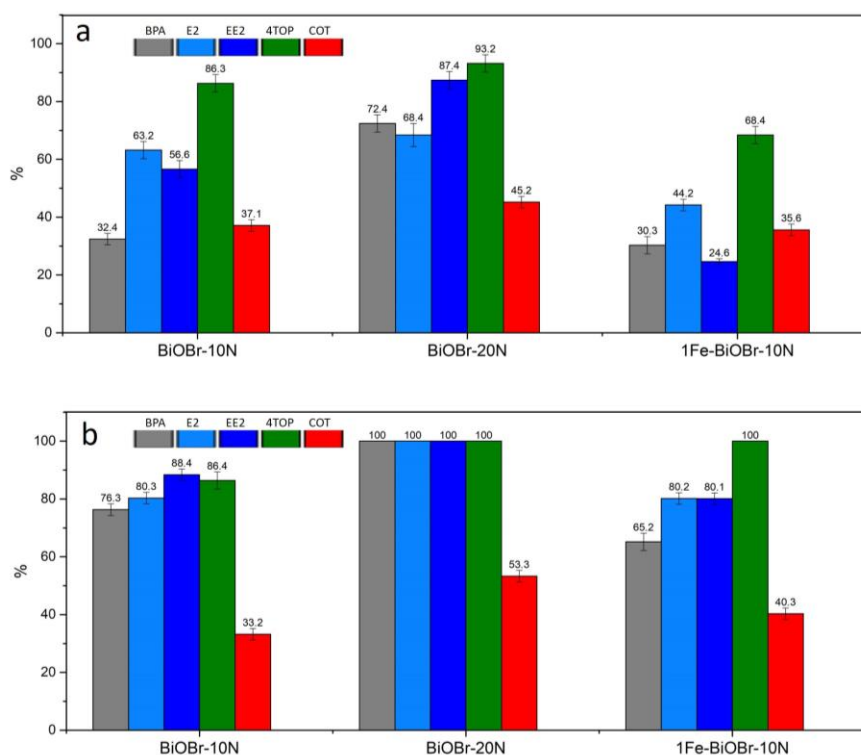 a
BPA E2 EE2 4TOP COT
100
80
60
40
20
0
%
32.4 63.2 56.6 86.3 37.1
72.4 68.4 87.4 93.2 45.2
30.3 44.2 24.6 68.4 35.6
BiOBr-10N BiOBr-20N 1Fe-BiOBr-10N
b
BPA E2 EE2 4TOP COT
100
80
60
40
20
0
%
76.3 80.3 88.4 86.4 33.2
100 100 100 100 53.3
65.2 80.2 80.1 100 40.3
BiOBr-10N BiOBr-20N 1Fe-BiOBr-10N